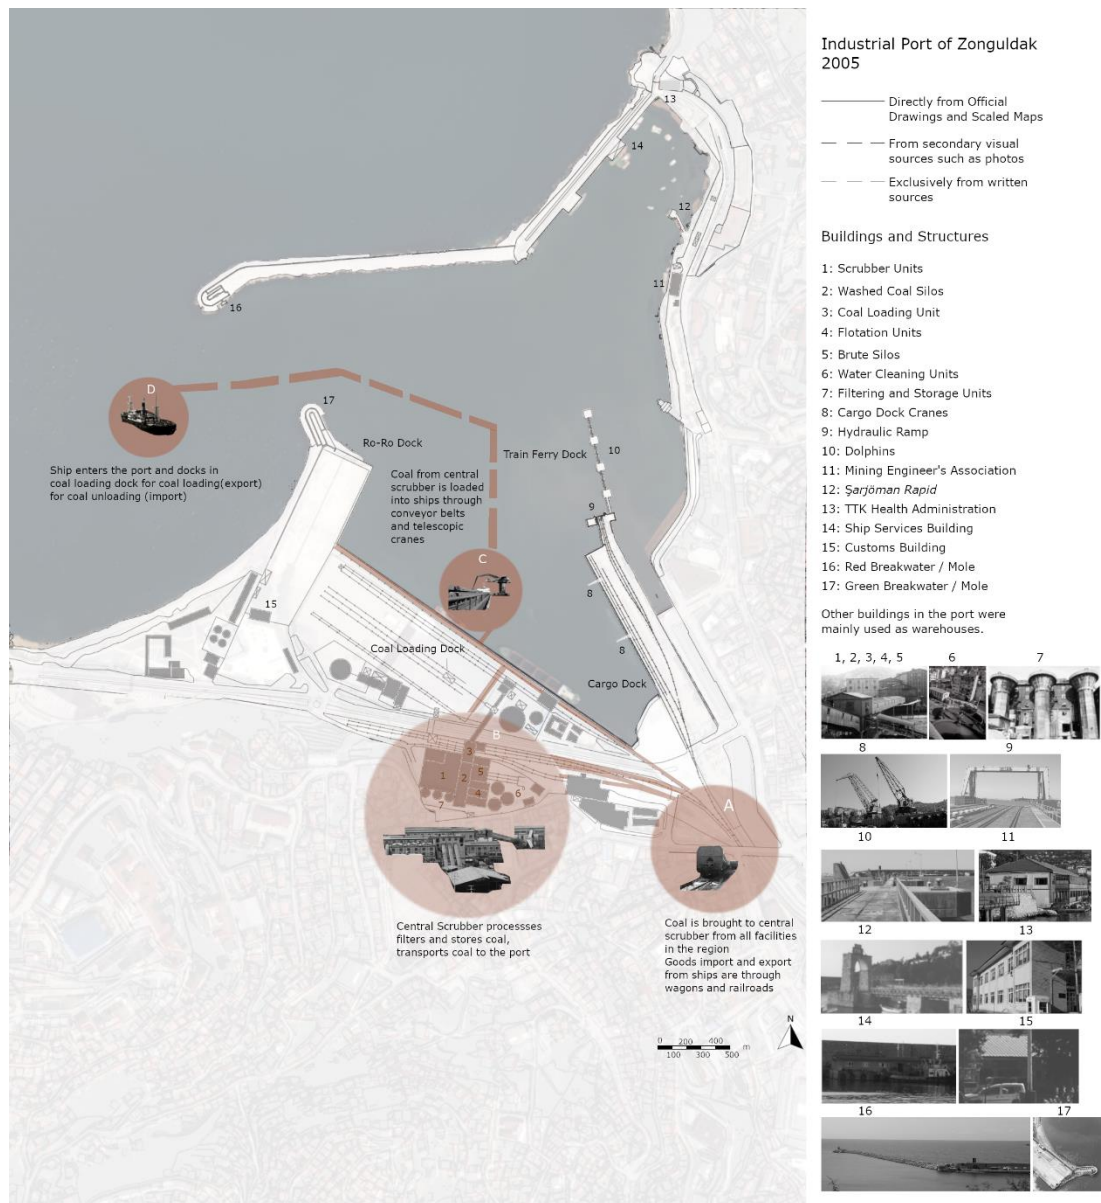 Industrial Port of Zonguldak
2005
Directly from Official
Drawings and Scaled Maps
From secondary visual
sources such as photos
Exclusively from written
sources
Buildings and Structures
1: Scrubber Units
2: Washed Coal Silos
3: Coal Loading Unit
4: Flotation Units
5: Brute Silos
6: Water Cleaning Units
7: Filtering and Storage Units
8: Cargo Dock Cranes
9: Hydraulic Ramp
10: Dolphins
11: Mining Engineer's Association
12: Şarjöman Rapid
13: TTK Health Administration
14: Ship Services Building
15: Customs Building
16: Red Breakwater / Mole
17: Green Breakwater / Mole
Other buildings in the port were
mainly used as warehouses.
1, 2, 3, 4, 5 6 7
8 9
10 11
12 13
14 15
16 17
13
14
12
11
16
D
17
Ro-Ro Dock
Train Ferry Dock
10
Ship enters the port and docks in
coal loading dock for coal loading(export)
for coal unloading (import)
Coal from central
scrubber is loaded
into ships through
conveyor belts
and telescopic
cranes
9
C
8
15
8
Coal Loading Dock
Cargo Dock
B
3
1
2
5
4
6
7
A
Central Scrubber processses
filters and stores coal,
transports coal to the port
Coal is brought to central
scrubber from all facilities
in the region
Goods import and export
from ships are through
wagons and railroads
N
0 200 400 m
100 300 500